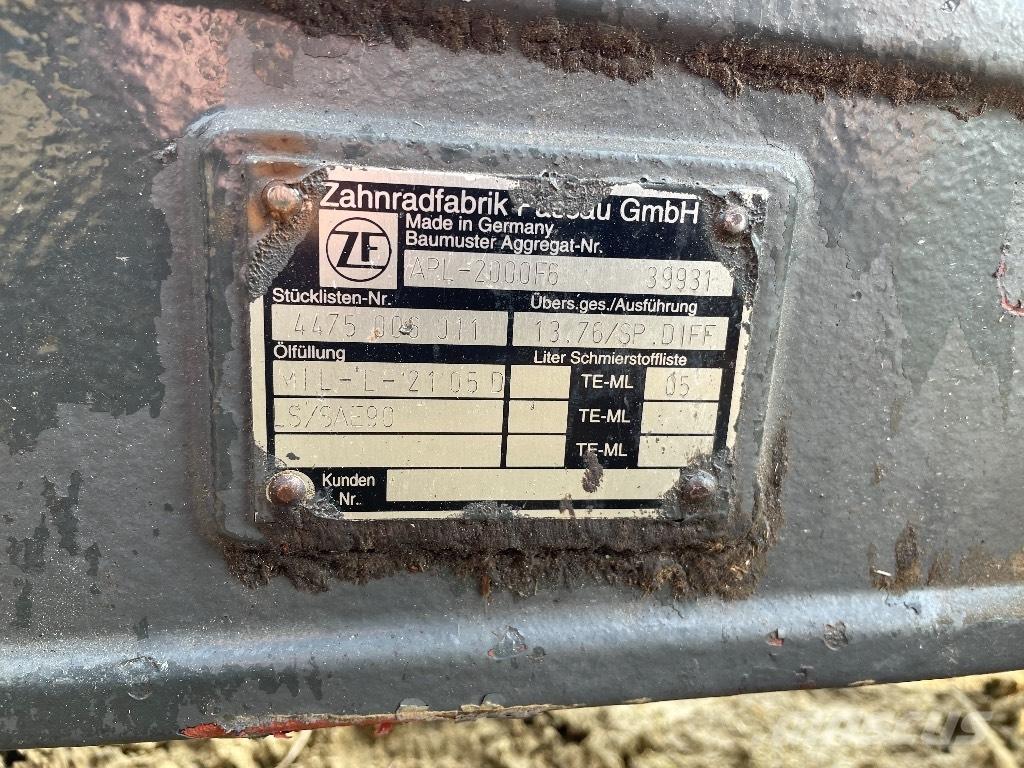 Zahnradfabrik Passau GmbH
ZF
Made in Germany
Baumuster Aggregat-Nr.
APL-2000F6 39931
Stücklisten-Nr. Übers.ges./Ausführung
4475 006 011 13.76/SP.DIFF
Ölfüllung Liter Schmierstoffliste
MIL-L-2105 D TE-ML 05
LS/SAE90 TE-ML
TE-ML
Kunden
Nr.